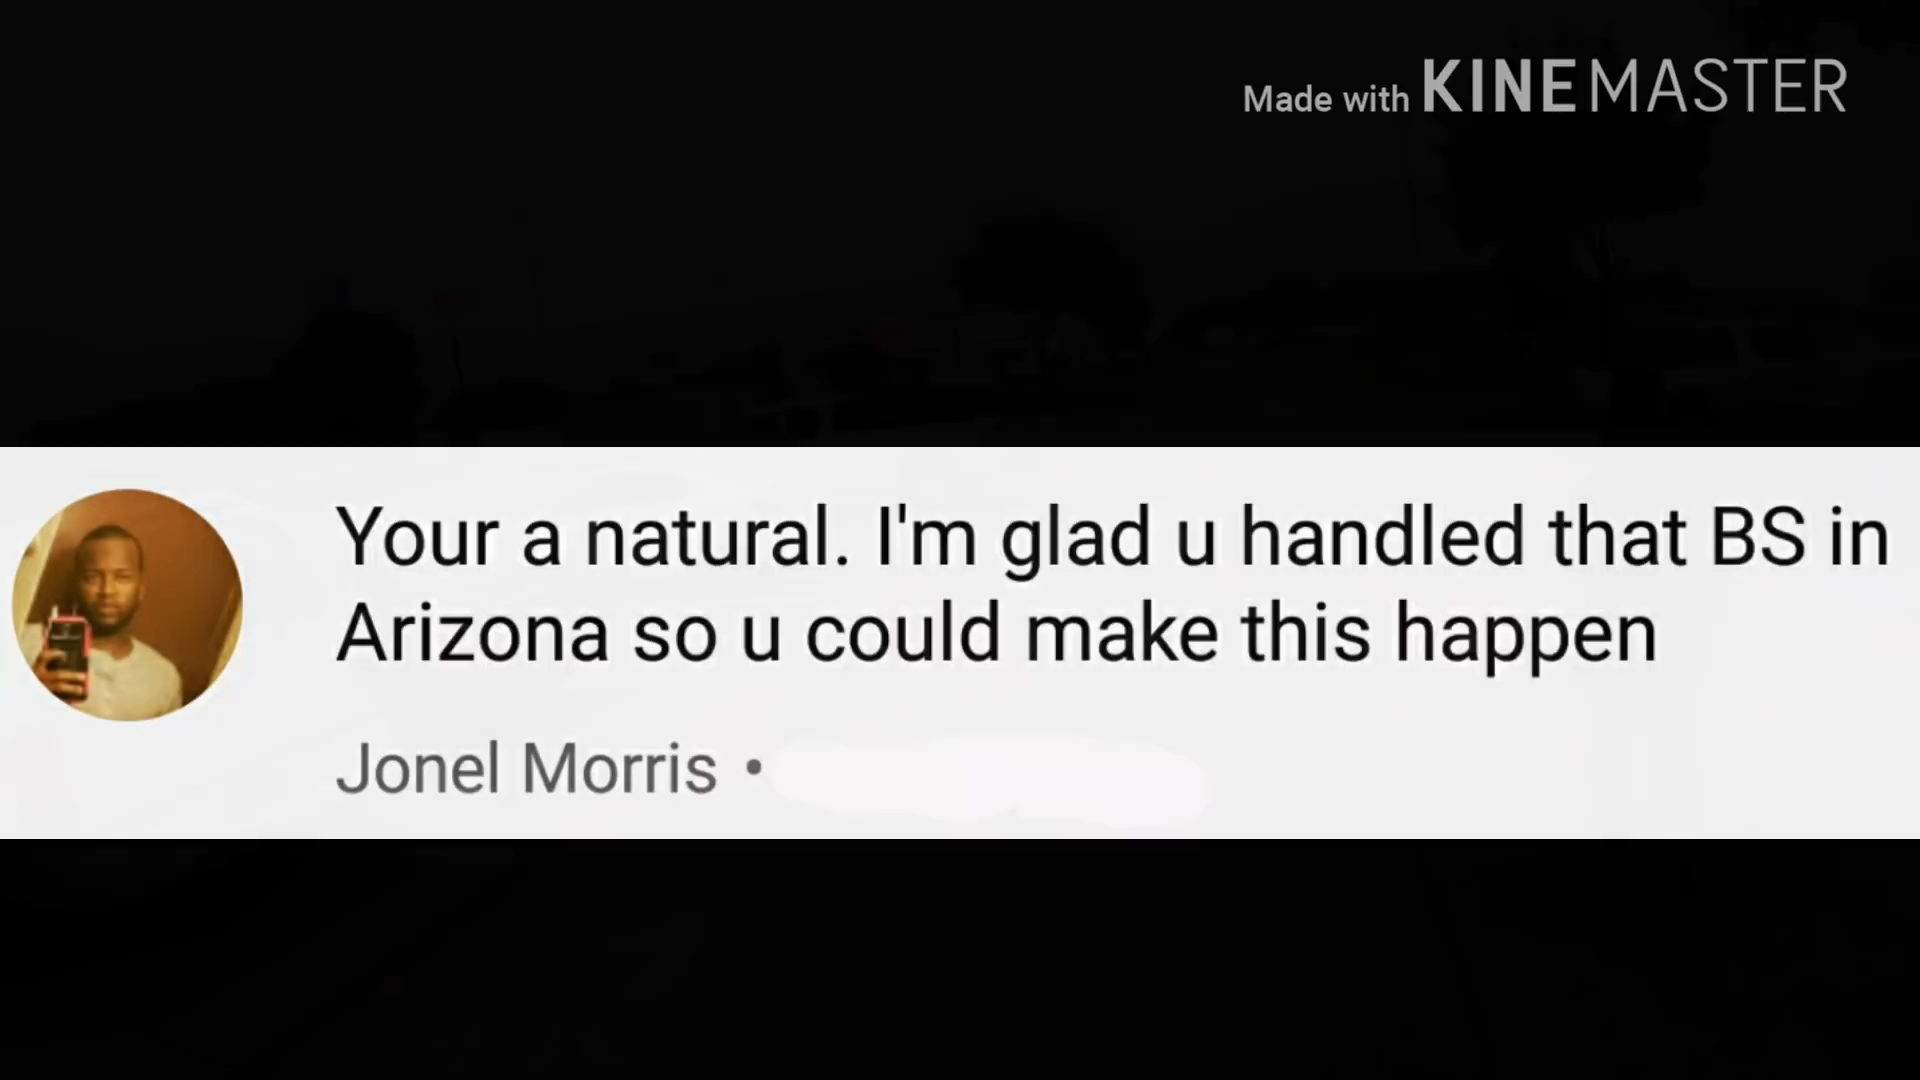 Made with KINEMASTER
Your a natural. I'm glad u handled that BS in
Arizona so u could make this happen
Jonel Morris •